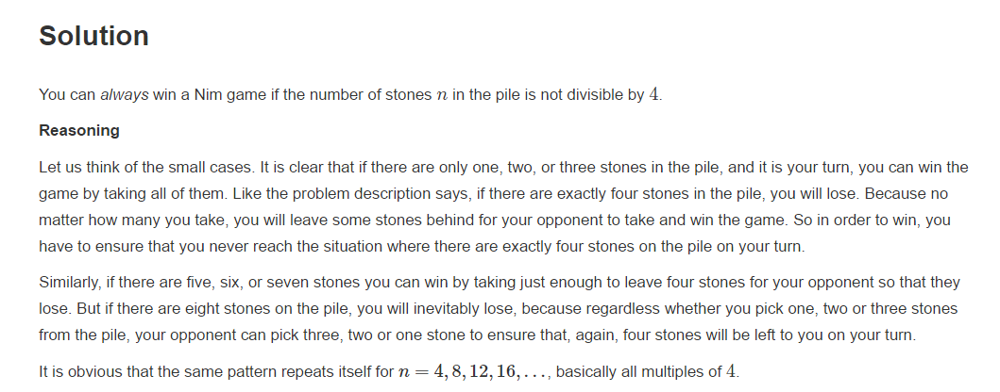 Solution
You can always win a Nim game if the number of stones n in the pile is not divisible by 4.
Reasoning
Let us think of the small cases. It is clear that if there are only one, two, or three stones in the pile, and it is your turn, you can win the
game by taking all of them. Like the problem description says, if there are exactly four stones in the pile, you will lose. Because no
matter how many you take, you will leave some stones behind for your opponent to take and win the game. So in order to win, you
have to ensure that you never reach the situation where there are exactly four stones on the pile on your turn.
Similarly, if there are five, six, or seven stones you can win by taking just enough to leave four stones for your opponent so that they
lose. But if there are eight stones on the pile, you will inevitably lose, because regardless whether you pick one, two or three stones
from the pile, your opponent can pick three, two or one stone to ensure that, again, four stones will be left to you on your turn.
It is obvious that the same pattern repeats itself for n = 4, 8, 12, 16, . . ., basically all multiples of 4.